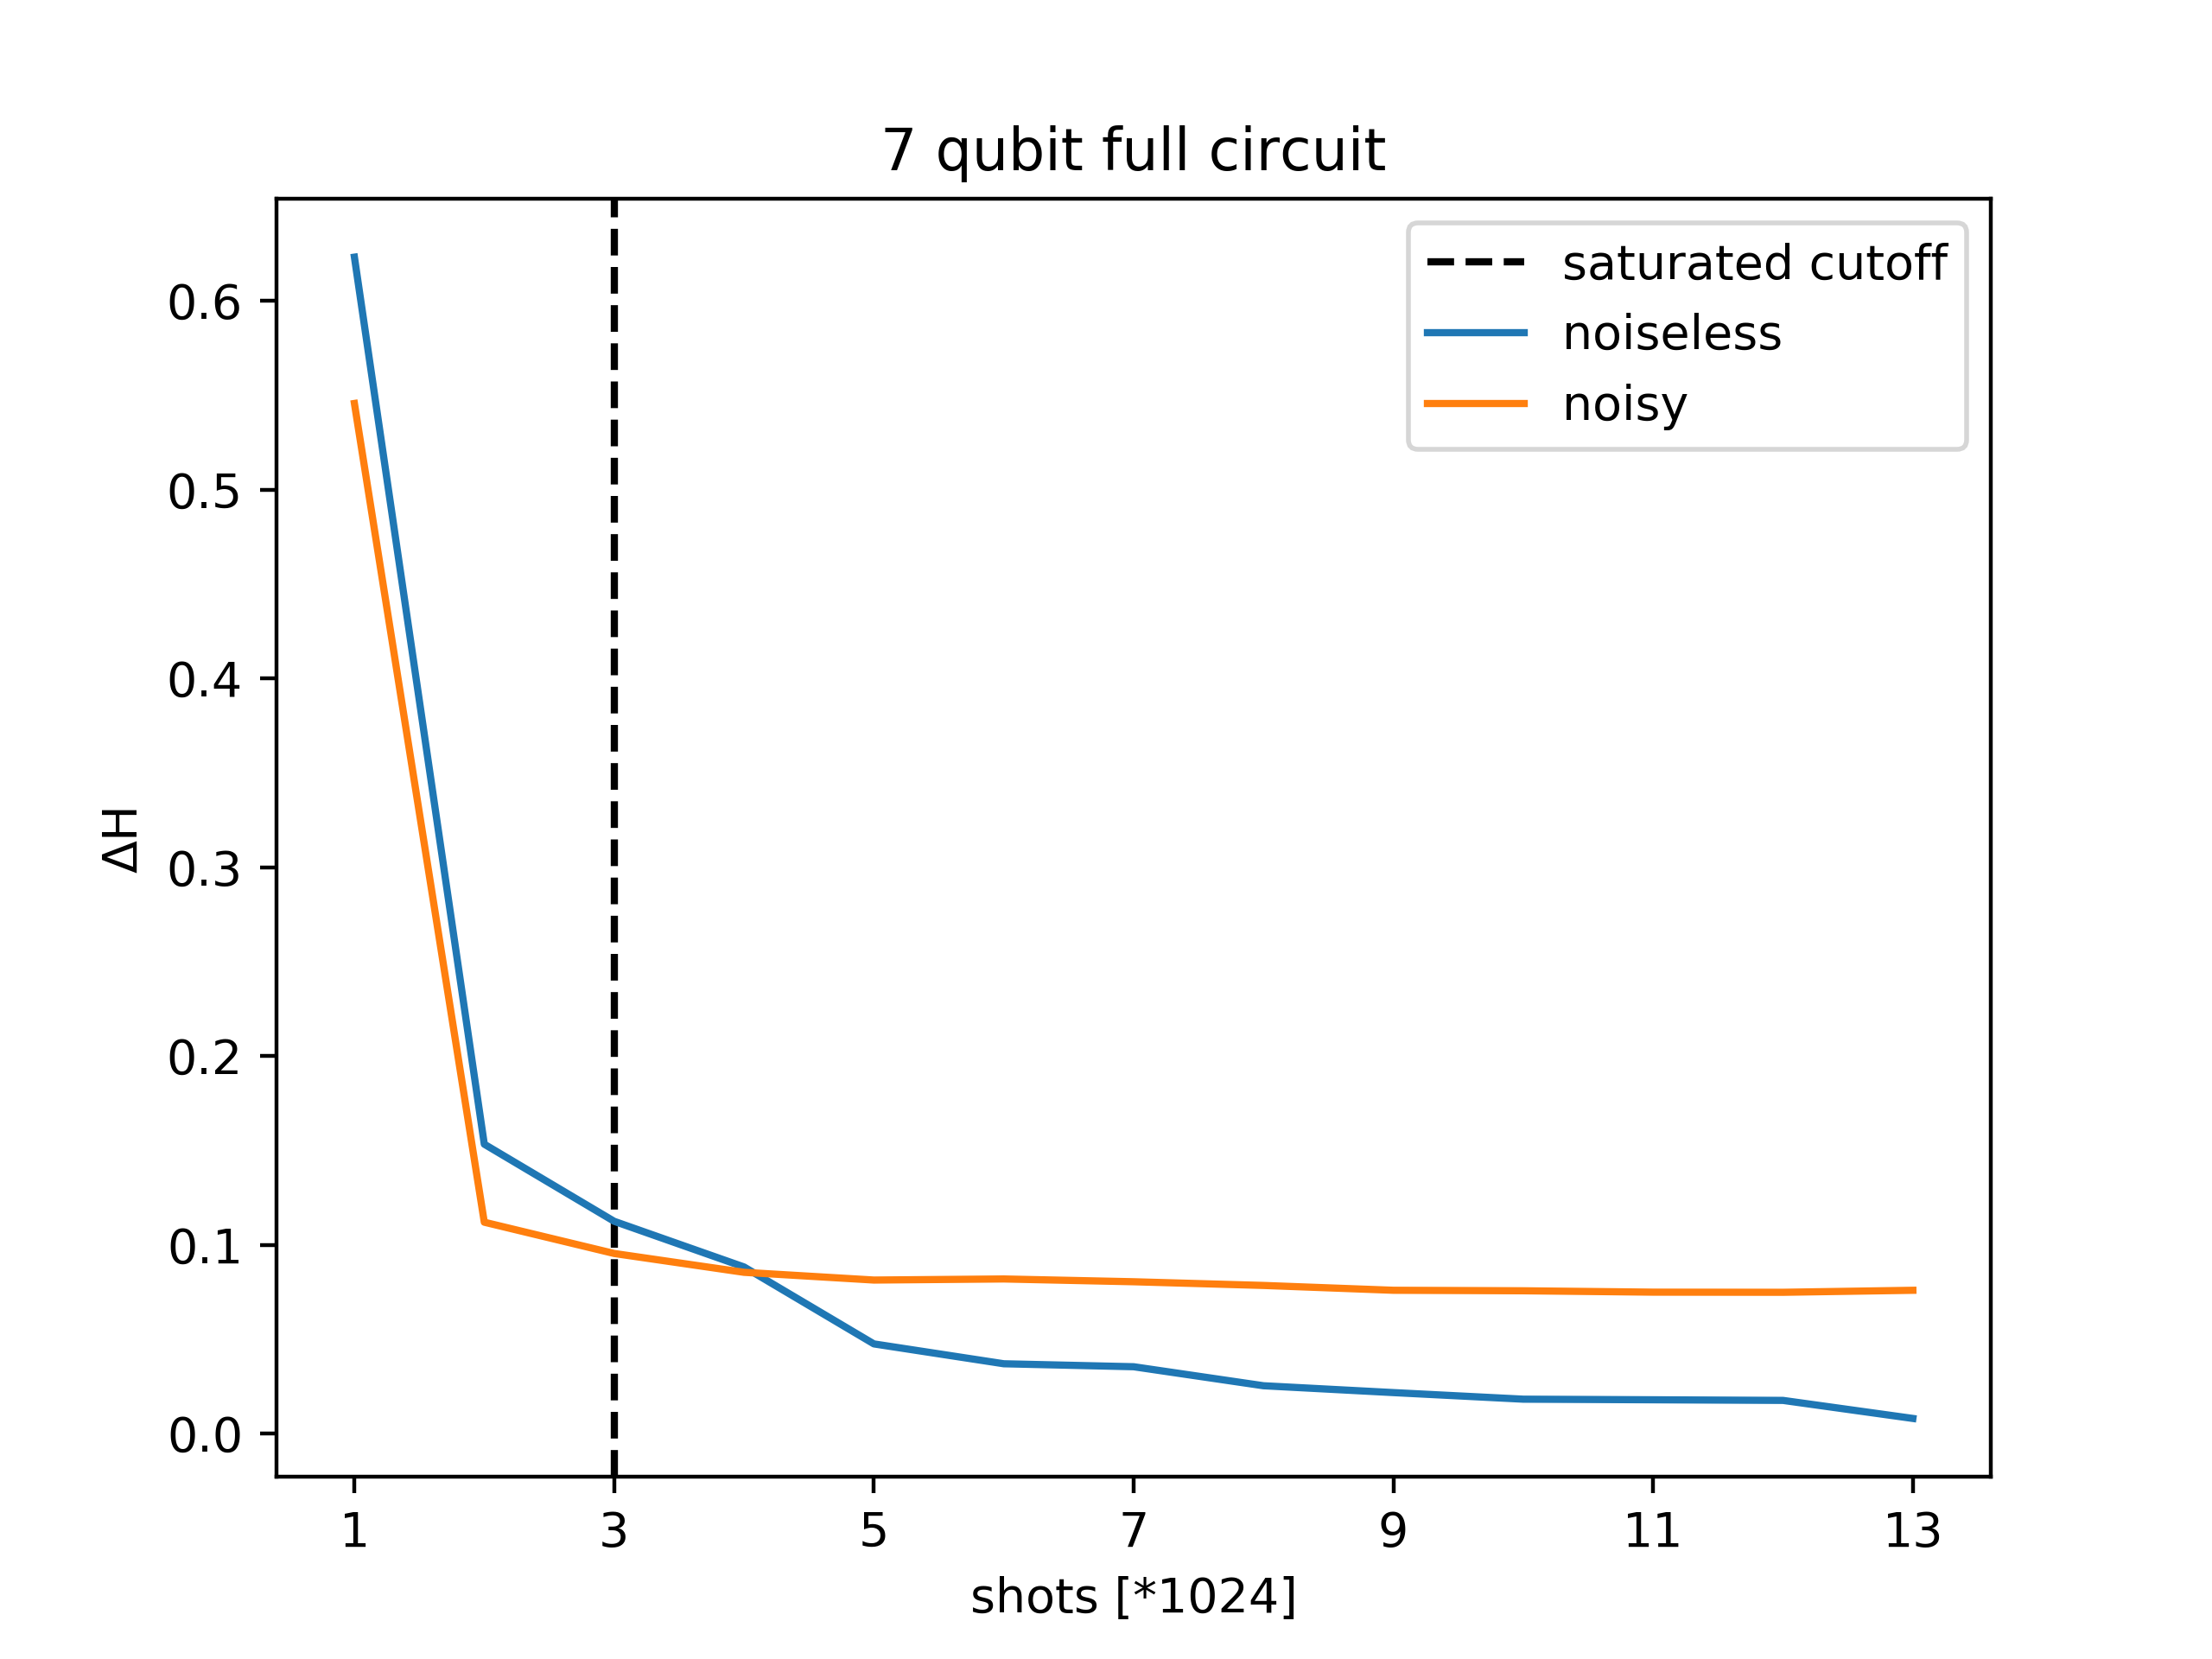 7 qubit full circuit
saturated cutoff
noiseless
noisy
0.6
0.5
0.4
0.3
0.2
0.1
0.0
ΔH
1 3 5 7 9 11 13
shots [*1024]